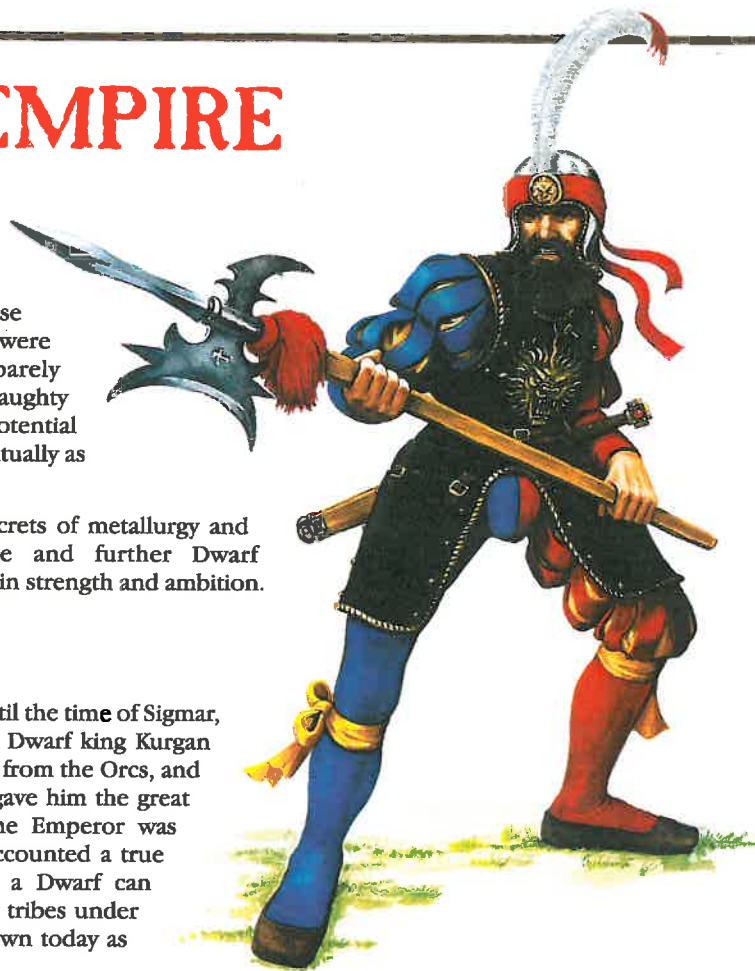 EMPIRE
se
were
barely
aughty
otential
tually as
crets of metallurgy and
e and further Dwarf
in strength and ambition.
til the time of Sigmar,
Dwarf king Kurgan
from the Orcs, and
gave him the great
ne Emperor was
ccounted a true
a Dwarf can
tribes under
wn today as